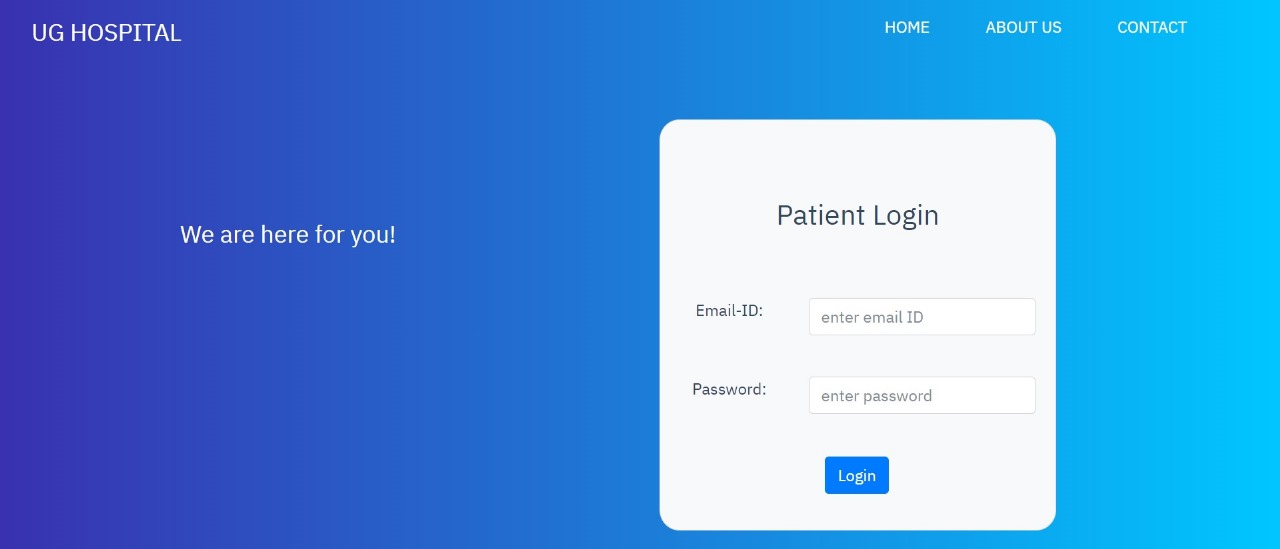 UG HOSPITAL
HOME ABOUT US CONTACT
We are here for you!
Patient Login
Email-ID: enter email ID
Password: enter password
Login